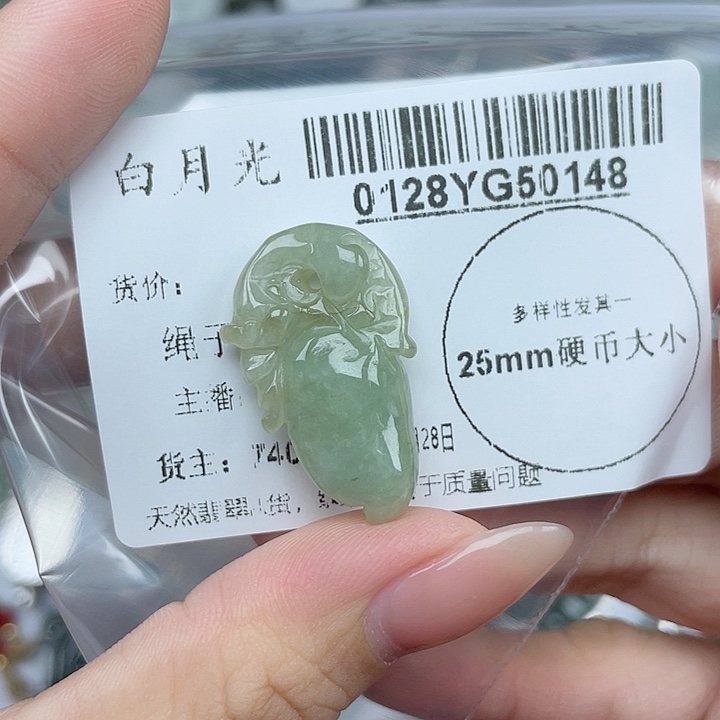 白月光
0128YG50148
货价:
绳子
主播
货主: 740
28日
多样性发其一
25mm硬币大小
天然翡翠 于质量问题